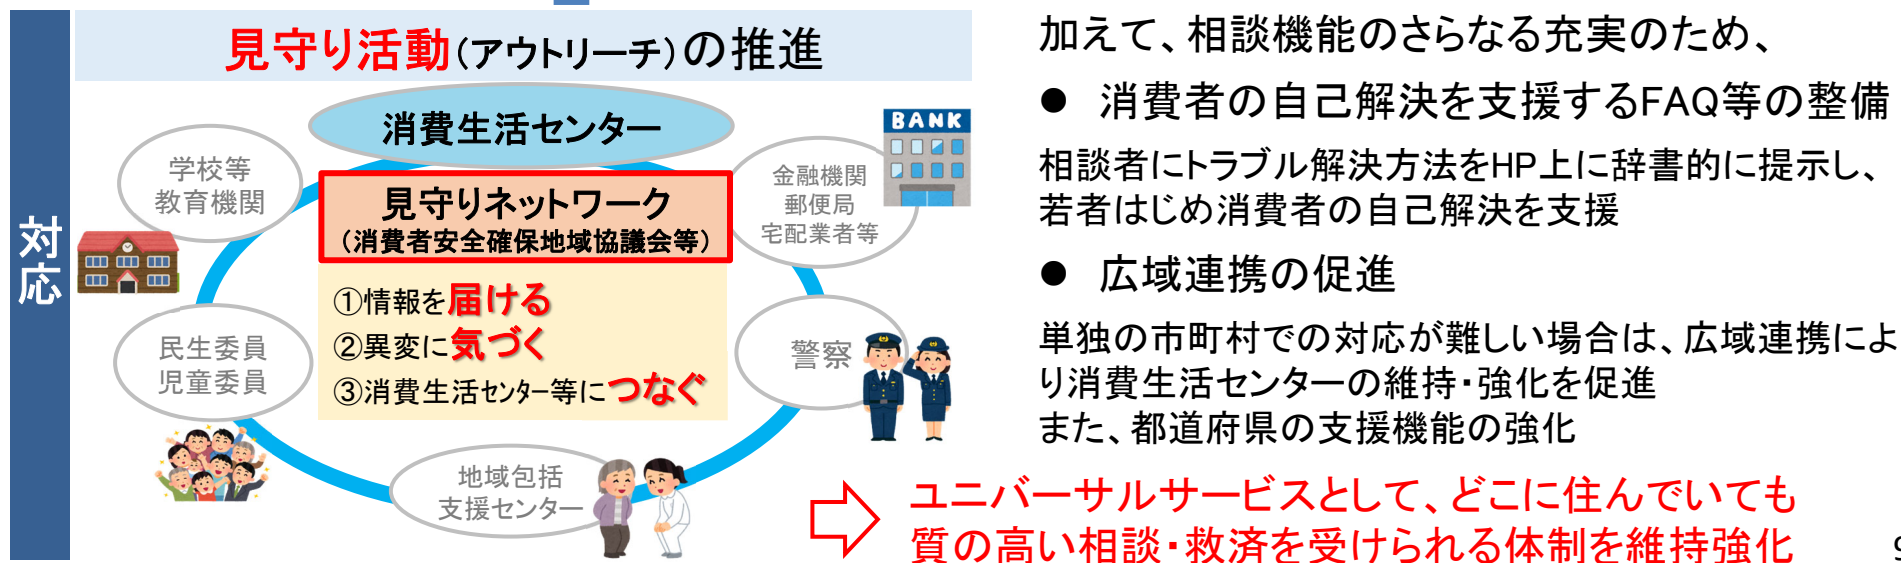 対応
見守り活動(アウトリーチ)の推進
消費生活センター
学校等
教育機関
BANK
金融機関
郵便局
宅配業者等
見守りネットワーク
(消費者安全確保地域協議会等)
①情報を届ける
②異変に気づく
③消費生活センター等につなぐ
民生委員
児童委員
警察
地域包括
支援センター
加えて、相談機能のさらなる充実のため、
● 消費者の自己解決を支援するFAQ等の整備
相談者にトラブル解決方法をHP上に辞書的に提示し、
若者はじめ消費者の自己解決を支援
● 広域連携の促進
単独の市町村での対応が難しい場合は、広域連携によ
り消費生活センターの維持・強化を促進
また、都道府県の支援機能の強化
ユニバーサルサービスとして、どこに住んでいても
質の高い相談・救済を受けられる体制を維持強化